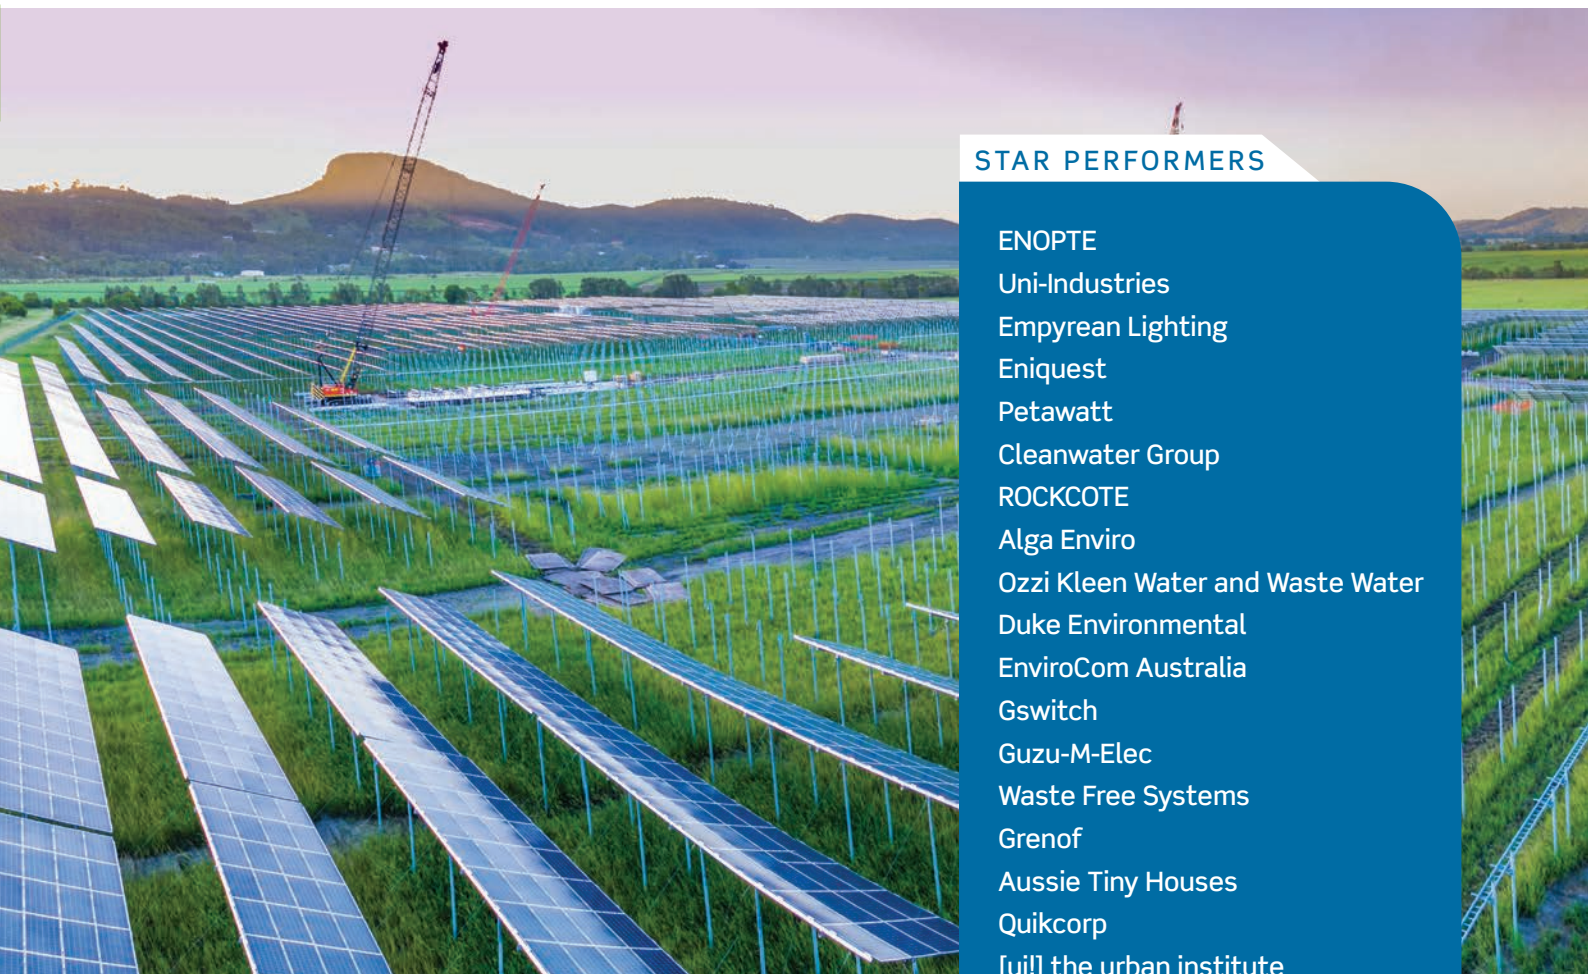 STAR PERFORMERS
ENOPTE
Uni-Industries
Empyrean Lighting
Eniquest
Petawatt
Cleanwater Group
ROCKCOTE
Alga Enviro
Ozzi Kleen Water and Waste Water
Duke Environmental
EnviroCom Australia
Gswitch
Guzu-M-Elec
Waste Free Systems
Grenof
Aussie Tiny Houses
Quikcorp
[ui!] the urban institute